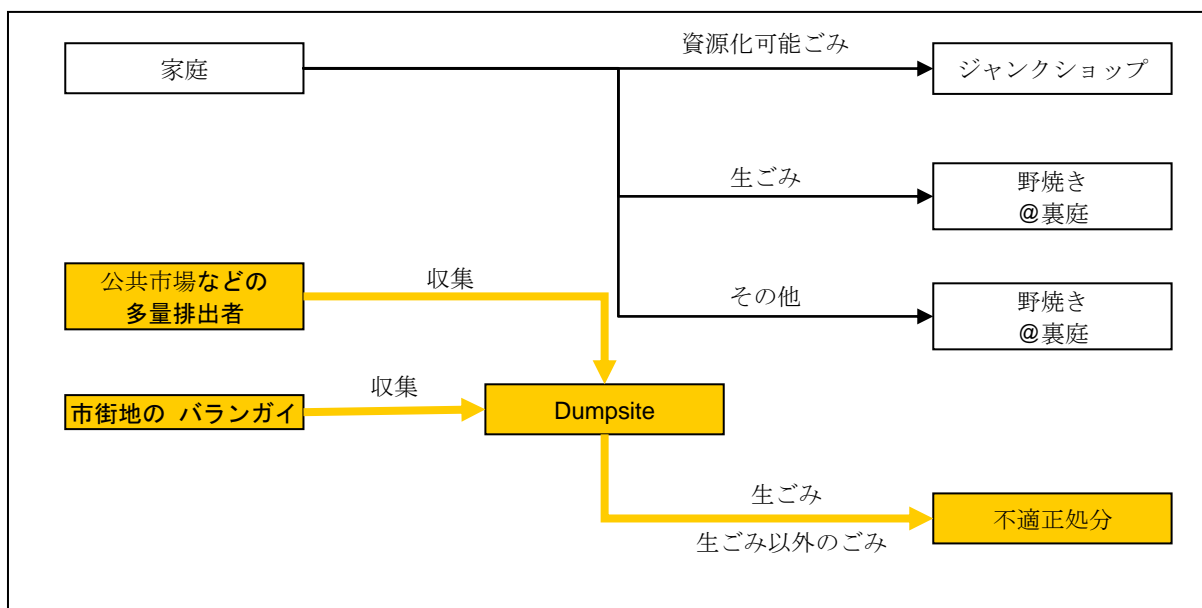 資源化可能ごみ
家庭
ジャンクショップ
生ごみ
野焼き
@裏庭
公共市場などの
多量排出者
収集
その他
野焼き
@裏庭
市街地の バランガイ
収集
Dumpsite
生ごみ
生ごみ以外のごみ
不適正処分